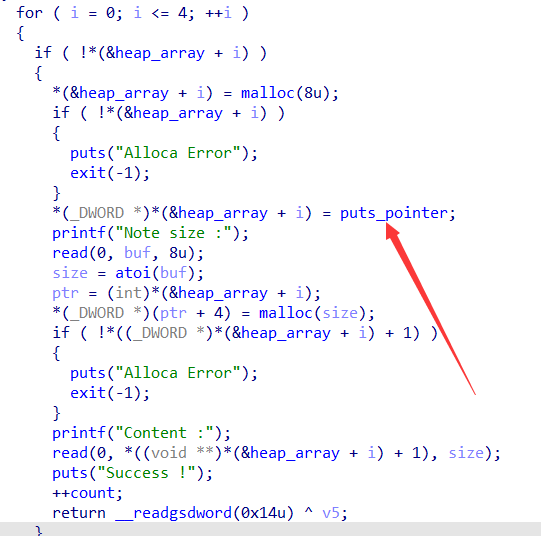 for ( i = 0; i <= 4; ++i )
{
if ( !*(&heap_array + i) )
{
*(&heap_array + i) = malloc(8u);
if ( !*(&heap_array + i) )
{
puts("Alloca Error");
exit(-1);
}
*(_DWORD *)*(&heap_array + i) = puts_pointer;
printf("Note size :");
read(0, buf, 8u);
size = atoi(buf);
ptr = (int)*(&heap_array + i);
*(_DWORD *)(ptr + 4) = malloc(size);
if ( !*((_DWORD *)*(&heap_array + i) + 1) )
{
puts("Alloca Error");
exit(-1);
}
printf("Content :");
read(0, *((void **)*(&heap_array + i) + 1), size);
puts("Success !");
++count;
return __readgsdword(0x14u) ^ v5;
}